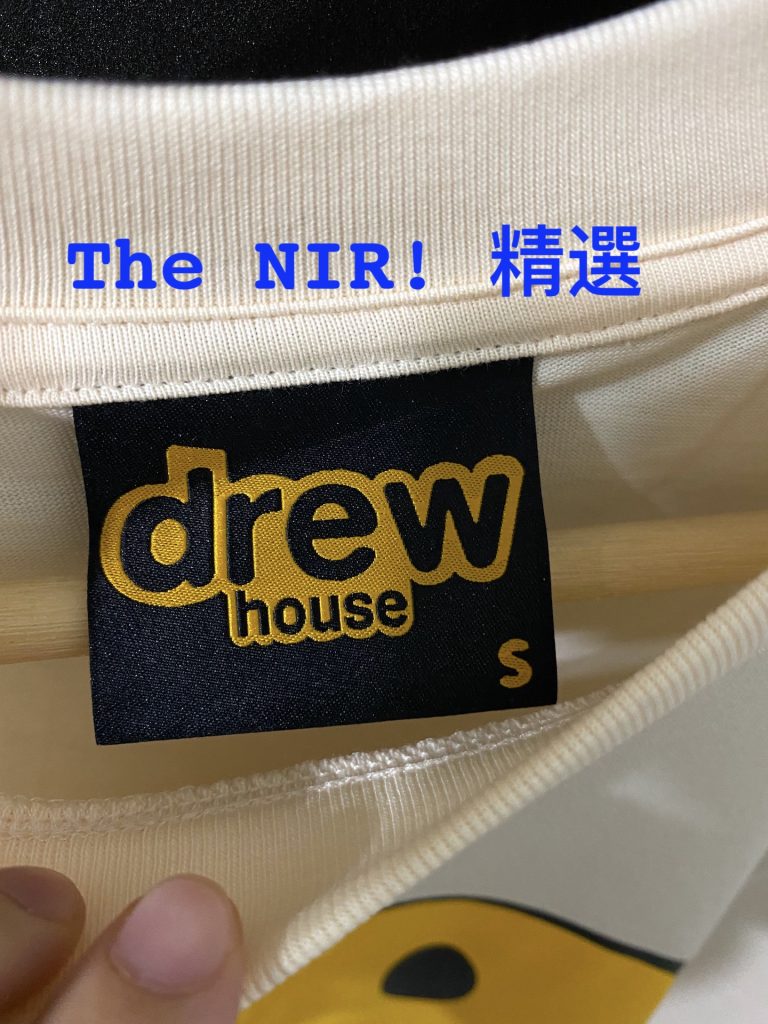 The NIR! 精選
drew
house
S